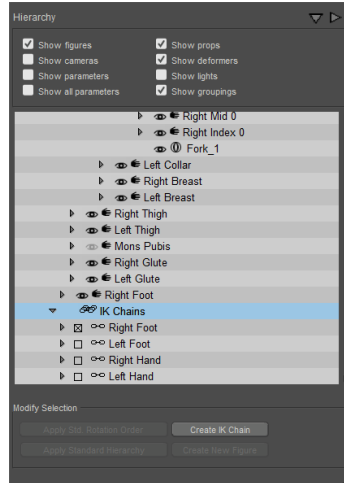 Hierarchy
Show figures Show props
Show cameras Show deformers
Show parameters Show lights
Show all parameters Show groupings
Right Mid 0
Right Index 0
Fork_1
Left Collar
Right Breast
Left Breast
Right Thigh
Left Thigh
Mons Pubis
Right Glute
Left Glute
Right Foot
IK Chains
Right Foot
Left Foot
Right Hand
Left Hand
Modify Selection
Apply Std. Rotation Order Create IK Chain
Apply Standard Hierarchy Create New Figure